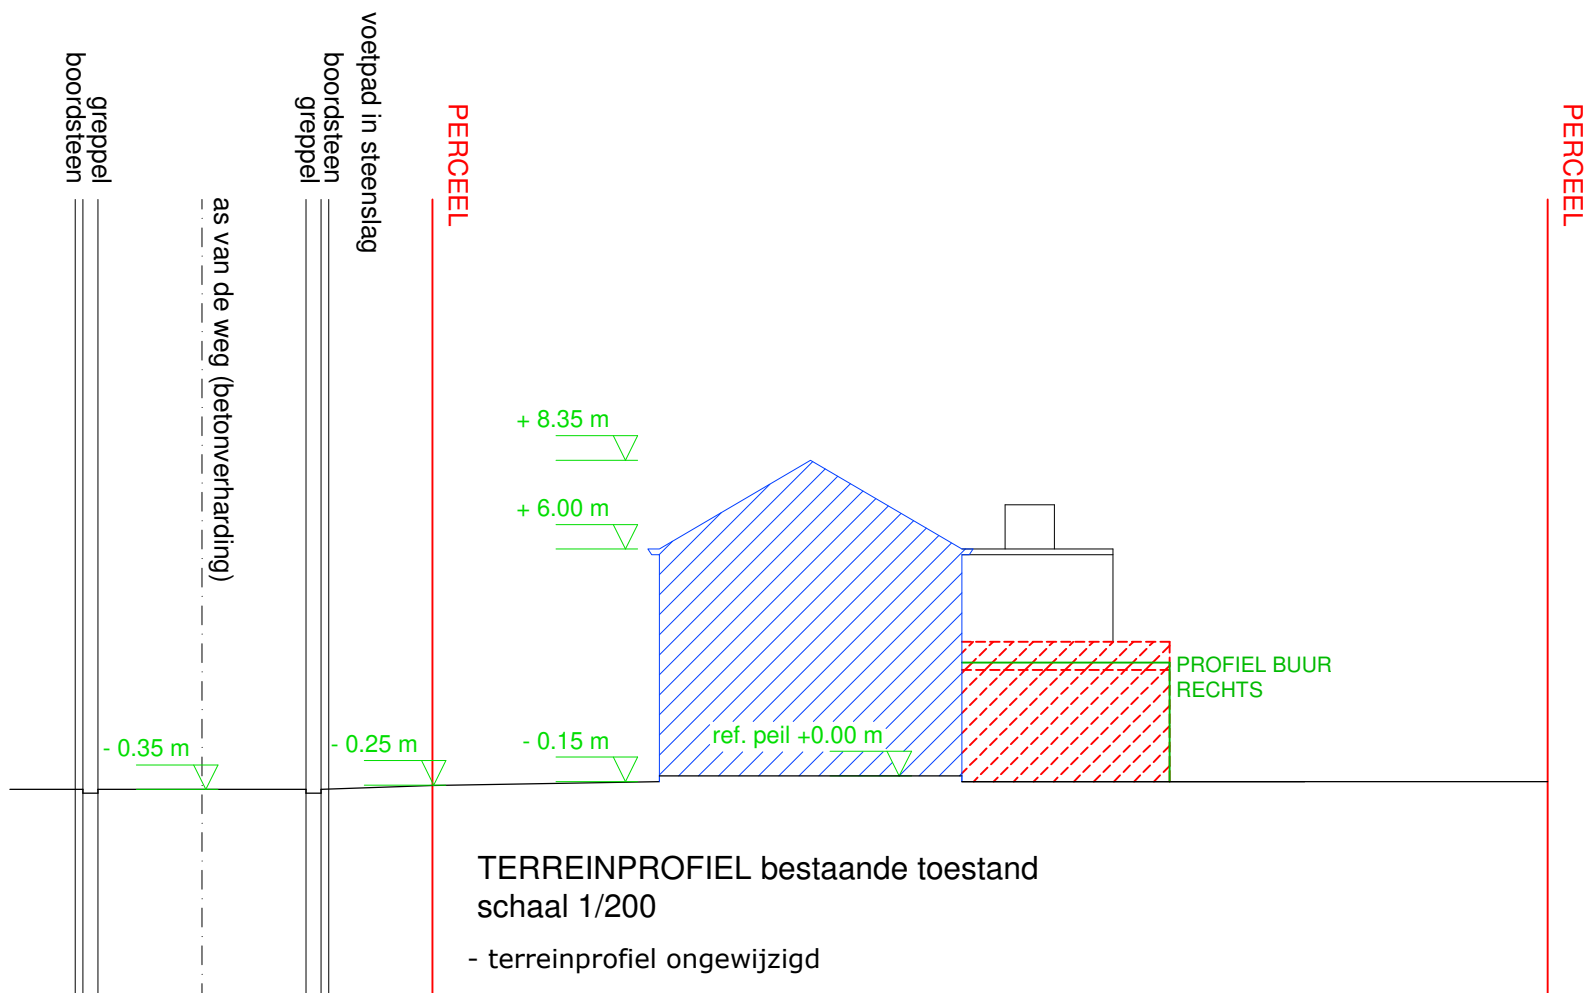 boordsteen
greppel
as van de weg (betonverharding)
greppel
boordsteen
voetpad in steenslag
PERCEEL
PERCEEL
+ 8.35 m
+ 6.00 m
PROFIEL BUUR
RECHTS
- 0.35 m
- 0.25 m
- 0.15 m
ref. peil +0.00 m
TERREINPROFIEL bestaande toestand
schaal 1/200
- terreinprofiel ongewijzigd